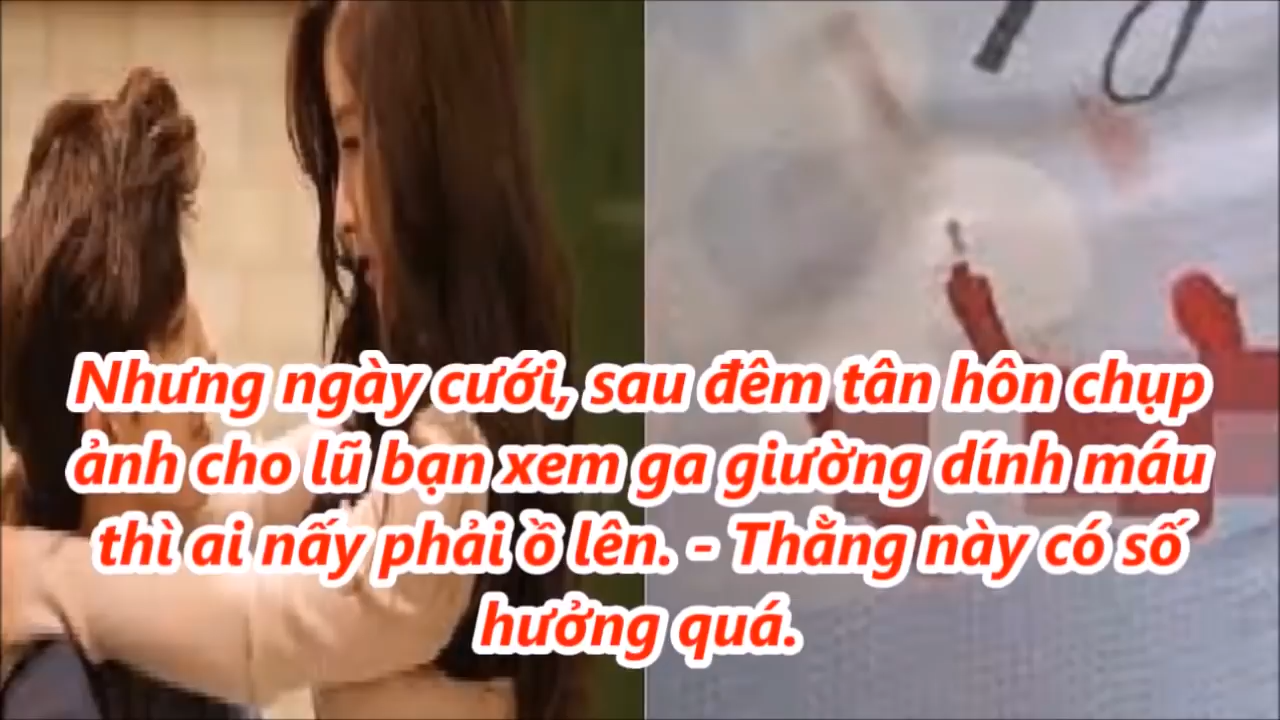 Nhưng ngày cưới, sau đêm tân hôn chụp
ảnh cho lũ bạn xem ga giường dính máu
thì ai nấy phải ồ lên. - Thằng này có số
hưởng quá.